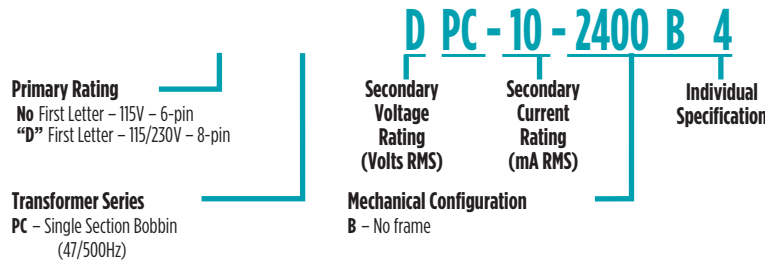 D PC - 10 - 2400 B 4
Primary Rating
No First Letter – 115V – 6-pin
“D” First Letter – 115/230V – 8-pin
Transformer Series
PC – Single Section Bobbin
(47/500Hz)
Secondary
Voltage
Rating
(Volts RMS)
Secondary
Current
Rating
(mA RMS)
Individual
Specification
Mechanical Configuration
B – No frame